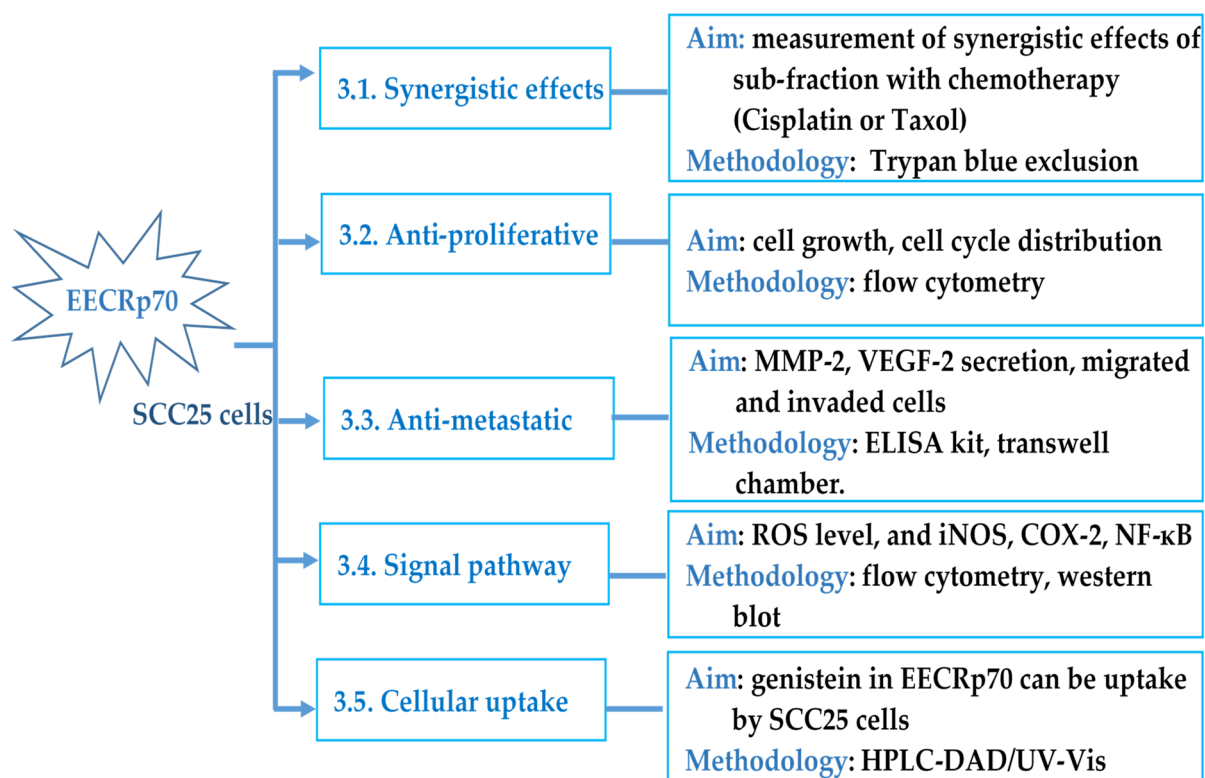 EECRp70
SCC25 cells
3.1. Synergistic effects
Aim: measurement of synergistic effects of
sub-fraction with chemotherapy
(Cisplatin or Taxol)
Methodology: Trypan blue exclusion
3.2. Anti-proliferative
Aim: cell growth, cell cycle distribution
Methodology: flow cytometry
3.3. Anti-metastatic
Aim: MMP-2, VEGF-2 secretion, migrated
and invaded cells
Methodology: ELISA kit, transwell
chamber.
3.4. Signal pathway
Aim: ROS level, and iNOS, COX-2, NF-κB
Methodology: flow cytometry, western
blot
3.5. Cellular uptake
Aim: genistein in EECRp70 can be uptake
by SCC25 cells
Methodology: HPLC-DAD/UV-Vis